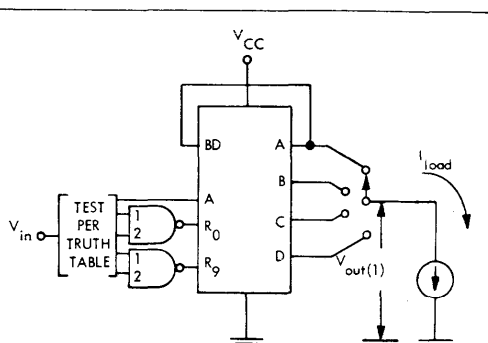 VCC
BD
A
B
C
D
A
R0
R9
Vin
TEST
PER
TRUTH
TABLE
1
2
1
2
Iload
Vout(1)